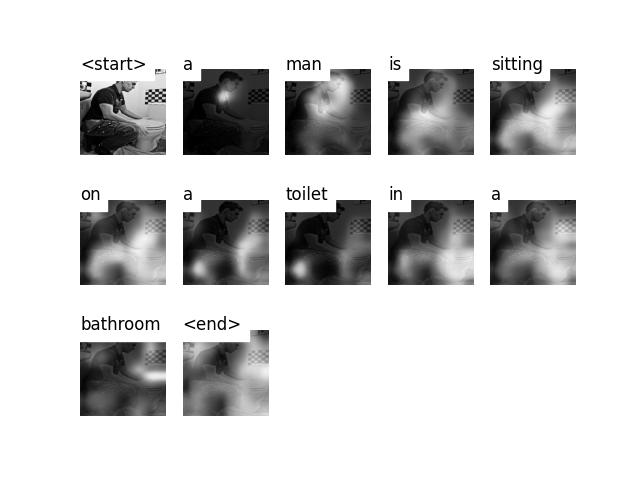 <start> a man is sitting
on a toilet in a
bathroom <end>